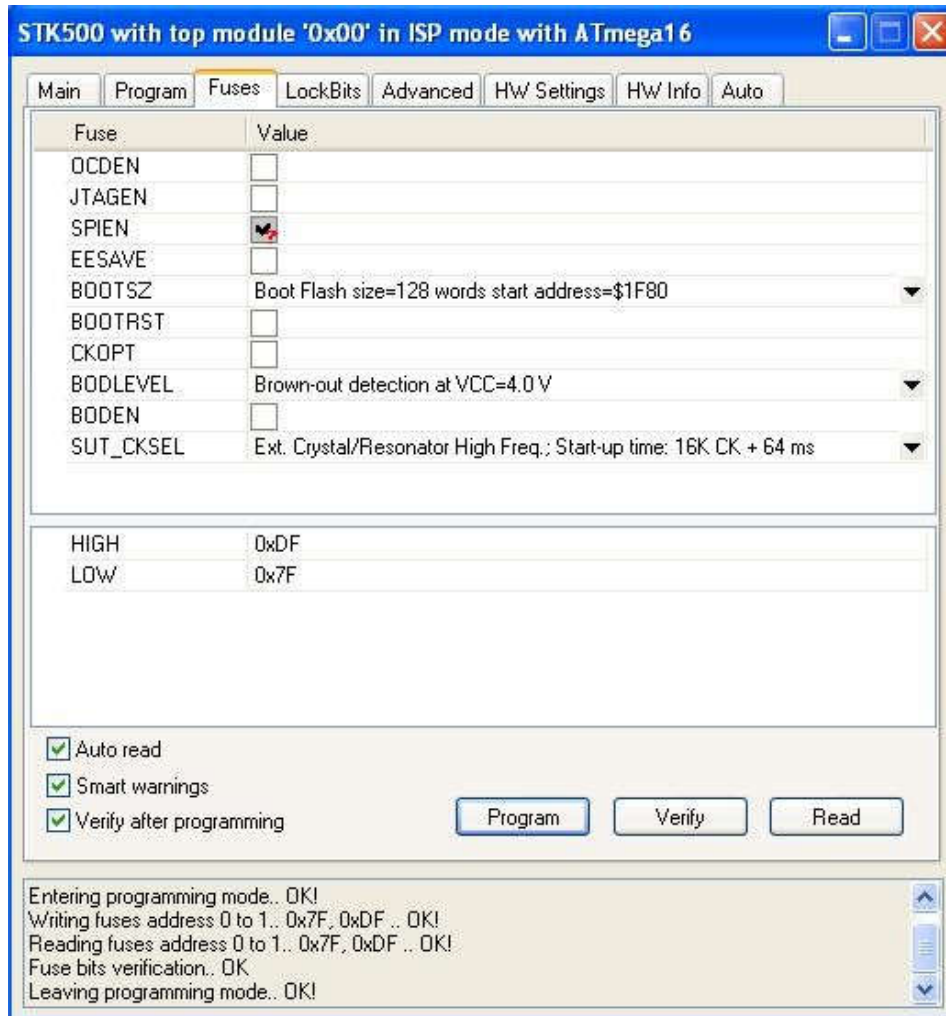 STK500 with top module '0x00' in ISP mode with ATmega16
Main Program Fuses LockBits Advanced HW Settings HW Info Auto
Fuse Value
OCDEN
JTAGEN
SPIEN
EESAVE
BOOTSZ Boot Flash size=128 words start address=$1F80
BOOTRST
CKOPT
BODLEVEL Brown-out detection at VCC=4.0 V
BODEN
SUT_CKSEL Ext. Crystal/Resonator High Freq.; Start-up time: 16K CK + 64 ms
HIGH 0xDF
LOW 0x7F
Auto read
Smart warnings
Verify after programming
Program Verify Read
Entering programming mode.. OK!
Writing fuses address 0 to 1.. 0x7F, 0xDF .. OK!
Reading fuses address 0 to 1.. 0x7F, 0xDF .. OK!
Fuse bits verification.. OK
Leaving programming mode.. OK!